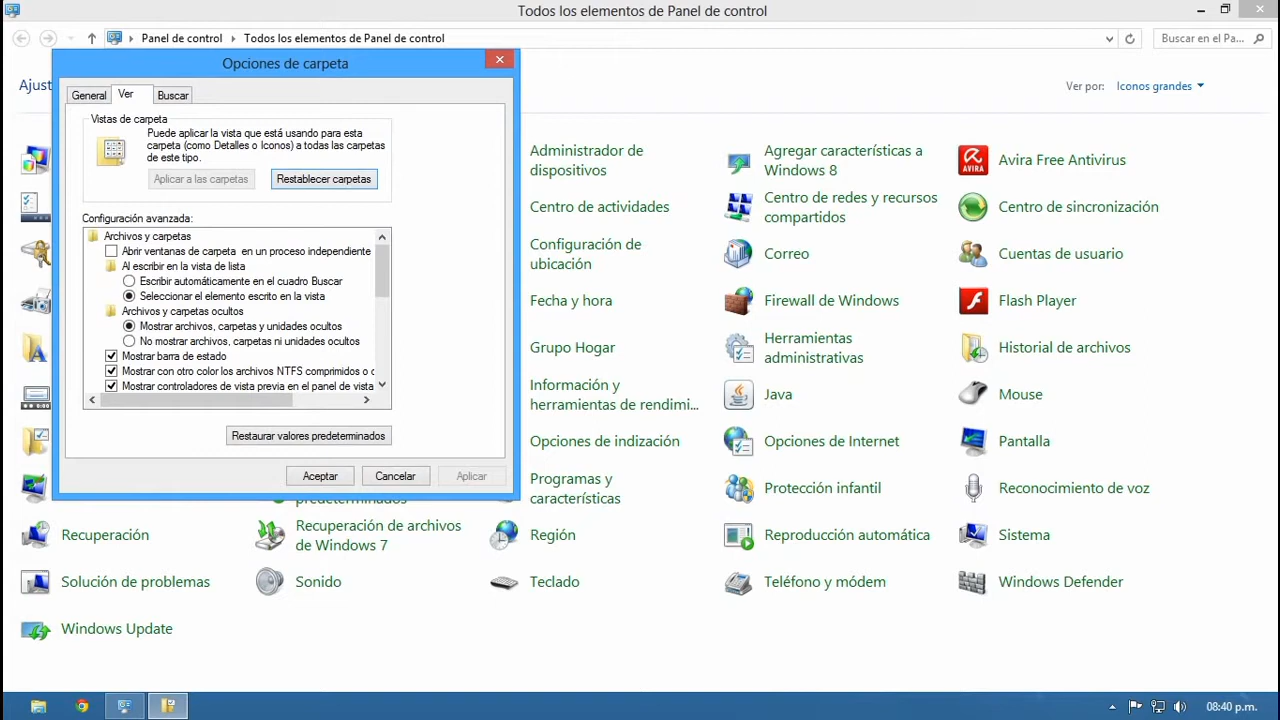 Todos los elementos de Panel de control
Panel de control
Todos los elementos de Panel de control
Buscar en el Pa...
Ajust
Ver por:
Iconos grandes
Opciones de carpeta
General
Ver
Buscar
Vistas de carpeta
Puede aplicar la vista que está usando para esta
carpeta (como Detalles o Iconos) a todas las carpetas
de este tipo.
Aplicar a las carpetas
Restablecer carpetas
Configuración avanzada:
Archivos y carpetas
Abrir ventanas de carpeta en un proceso independiente
Al escribir en la vista de lista
Escribir automáticamente en el cuadro Buscar
Seleccionar el elemento escrito en la vista
Archivos y carpetas ocultos
Mostrar archivos, carpetas y unidades ocultos
No mostrar archivos, carpetas ni unidades ocultos
Mostrar barra de estado
Mostrar con otro color los archivos NTFS comprimidos o c
Mostrar controladores de vista previa en el panel de vista
Restaurar valores predeterminados
Aceptar
Cancelar
Aplicar
Administrador de
dispositivos
Agregar características a
Windows 8
AVIRA
Avira Free Antivirus
Centro de actividades
Centro de redes y recursos
compartidos
Centro de sincronización
Configuración de
ubicación
Correo
Cuentas de usuario
Fecha y hora
Firewall de Windows
Flash Player
Grupo Hogar
Herramientas
administrativas
Historial de archivos
Información y
herramientas de rendimi...
Java
Mouse
Opciones de indización
Opciones de Internet
Pantalla
predeterminados
Programas y
características
Protección infantil
Reconocimiento de voz
Recuperación
Recuperación de archivos
de Windows 7
Región
Reproducción automática
Sistema
Solución de problemas
Sonido
Teclado
Teléfono y módem
Windows Defender
Windows Update
08:40 p.m.